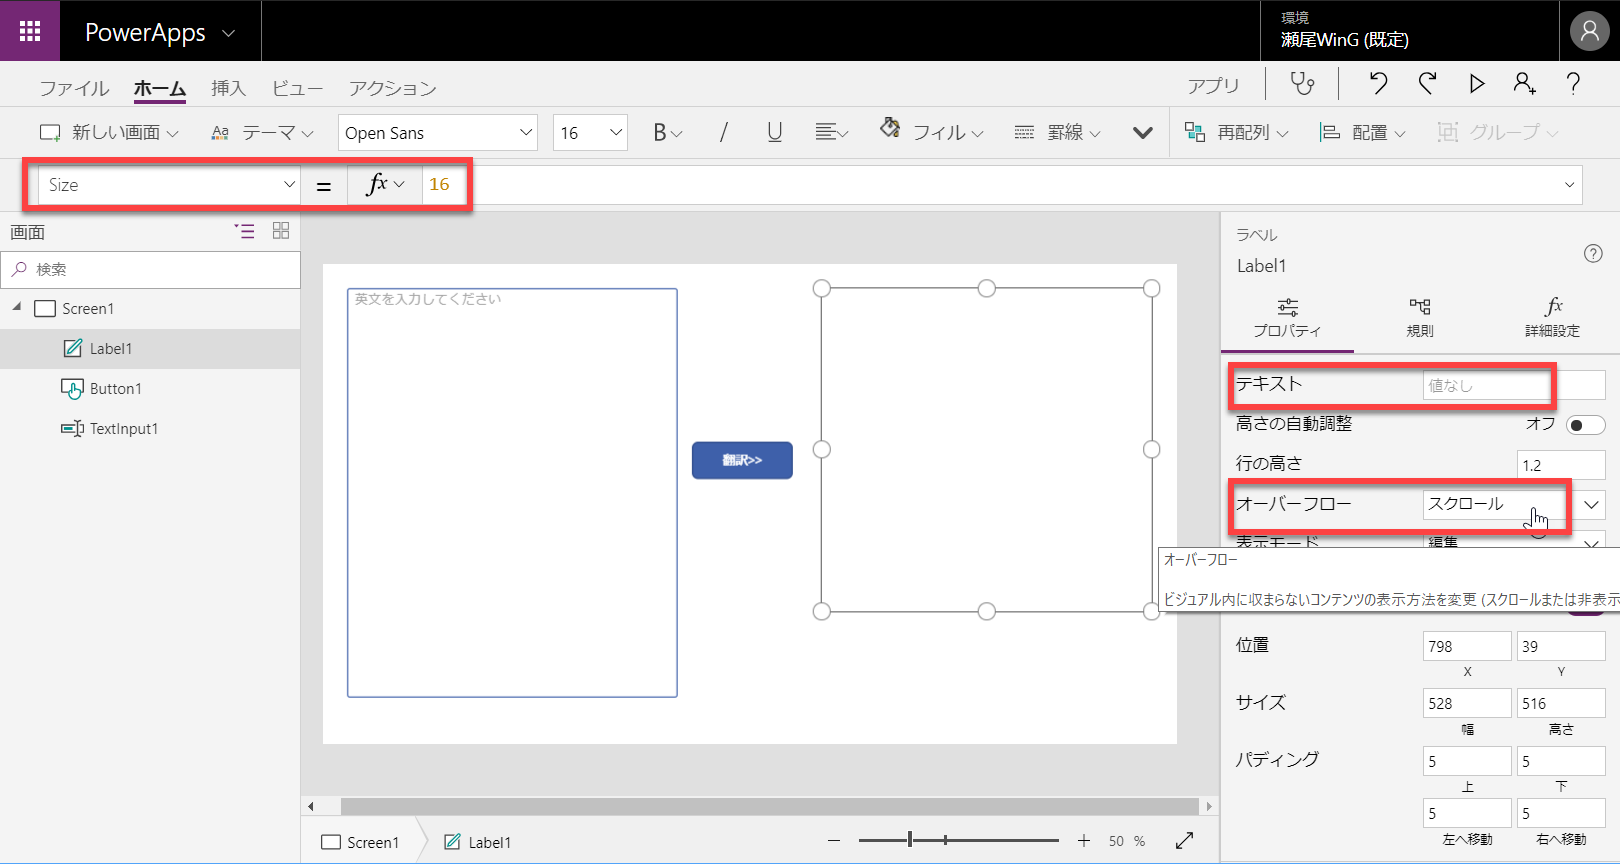 PowerApps
環境
瀬尾WinG (既定)
ファイル ホーム 挿入 ビュー アクション アプリ
新しい画面 Aa テーマ Open Sans 16 B / U フィル 罫線 再配列 配置 グループ
Size = fx 16
画面
検索
Screen1
Label1
Button1
TextInput1
英文を入力してください
翻訳>>
ラベル
Label1
プロパティ 規則 fx 詳細設定
テキスト 値なし
高さの自動調整 オフ
行の高さ 1.2
オーバーフロー スクロール
表示モード 編集
オーバーフロー
ビジュアル内に収まらないコンテンツの表示方法を変更 (スクロールまたは非表示
位置 798 39
X Y
サイズ 528 516
幅 高さ
パディング 5 5
上 下
5 5
左へ移動 右へ移動
Screen1 Label1 − + 50 %